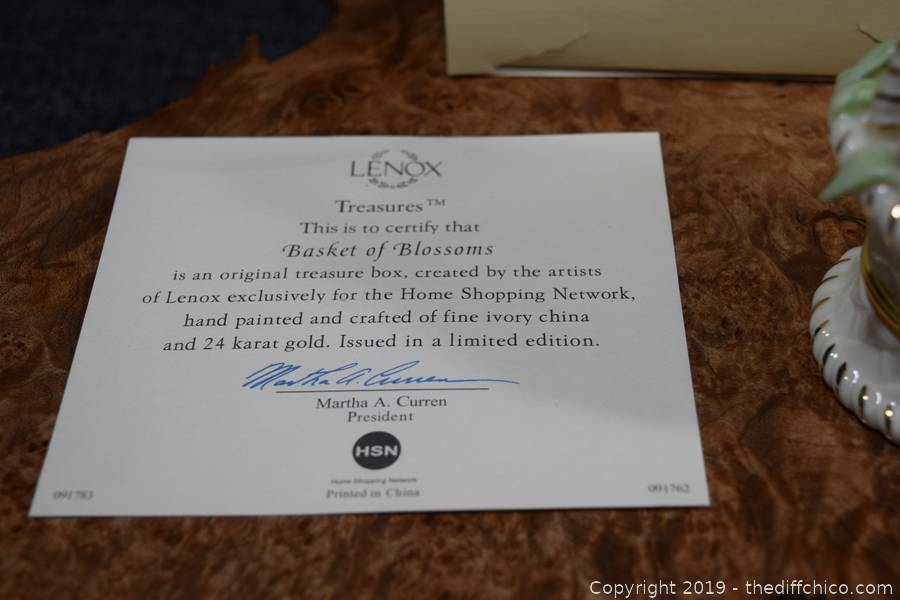 LENOX
Treasures™
This is to certify that
Basket of Blossoms
is an original treasure box, created by the artists
of Lenox exclusively for the Home Shopping Network,
hand painted and crafted of fine ivory china
and 24 karat gold. Issued in a limited edition.
Martha A. Curren
Martha A. Curren
President
HSN
Home Shopping Network
Printed in China
091783
091762
Copyright 2019 - thediffchico.com